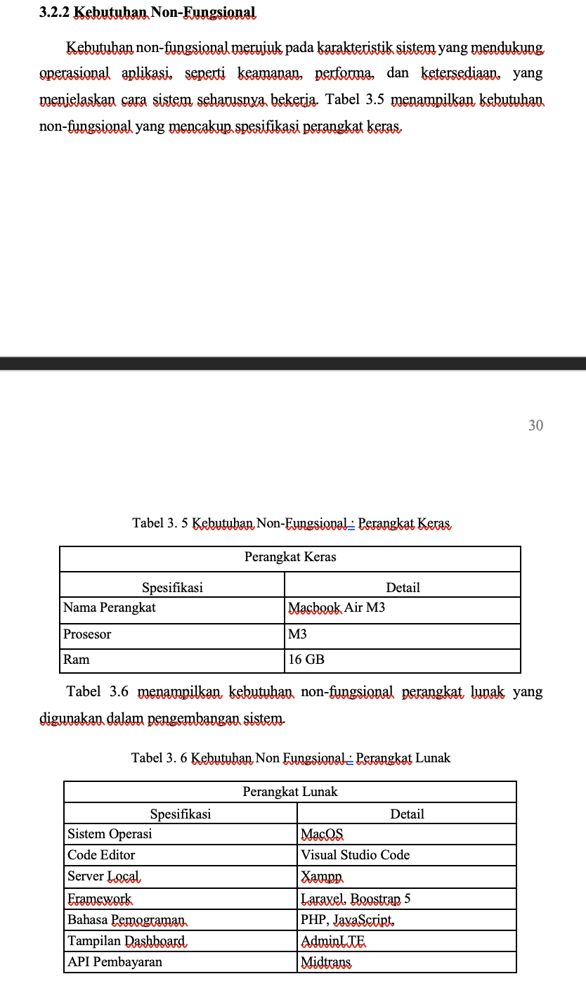 3.2.2 Kebutuhan Non-Fungsional
Kebutuhan non-fungsional merujuk pada karakteristik sistem yang mendukung
operasional aplikasi, seperti keamanan, performa, dan ketersediaan, yang
menjelaskan cara sistem seharusnya bekerja. Tabel 3.5 menampilkan kebutuhan
non-fungsional yang mencakup spesifikasi perangkat keras.
30
Tabel 3. 5 Kebutuhan Non-Fungsional : Perangkat Keras
Perangkat Keras
Spesifikasi Detail
Nama Perangkat Macbook Air M3
Prosesor M3
Ram 16 GB
Tabel 3.6 menampilkan kebutuhan non-fungsional perangkat lunak yang
digunakan dalam pengembangan sistem.
Tabel 3. 6 Kebutuhan Non Fungsional : Perangkat Lunak
Perangkat Lunak
Spesifikasi Detail
Sistem Operasi MacOS
Code Editor Visual Studio Code
Server Local Xampp
Framework Laravel, Boostrap 5
Bahasa Pemograman PHP, JavaScript,
Tampilan Dashboard AdminLTE
API Pembayaran Midtrans